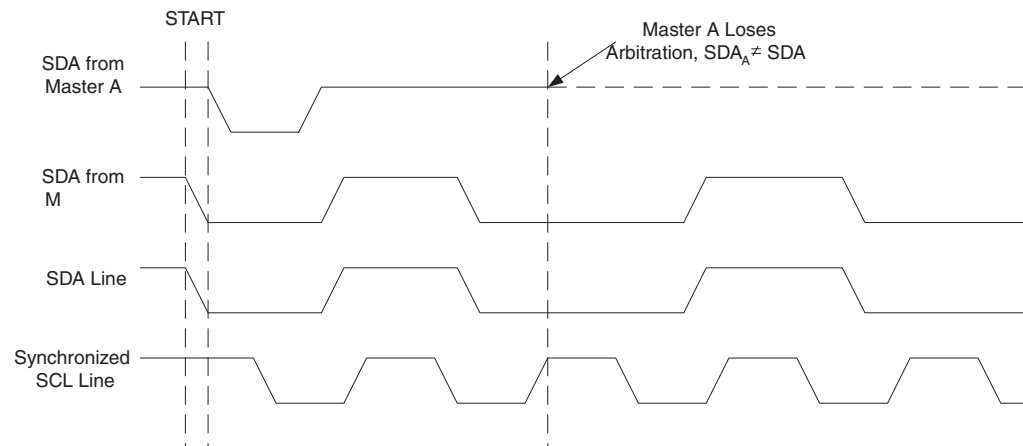 START
SDA from
Master A
Master A Loses
Arbitration, SDAA≠ SDA
SDA from
M
SDA Line
Synchronized
SCL Line